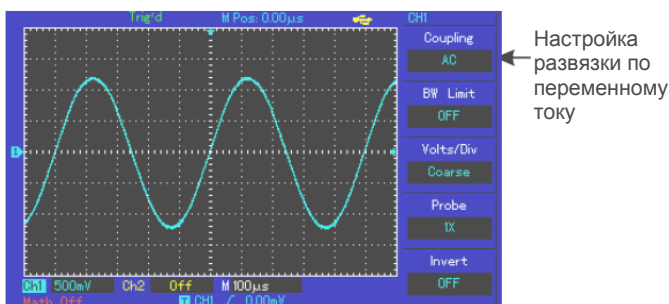 Trig'd M Pos: 0.00μs CH1
Coupling
AC
BW Limit
OFF
Volts/Div
Coarse
Probe
1X
Invert
OFF
Настройка
развязки по
переменному
току
1
Ch1 500mV Ch2 Off M 100μs
Math Off T CH1 / 0.00mV